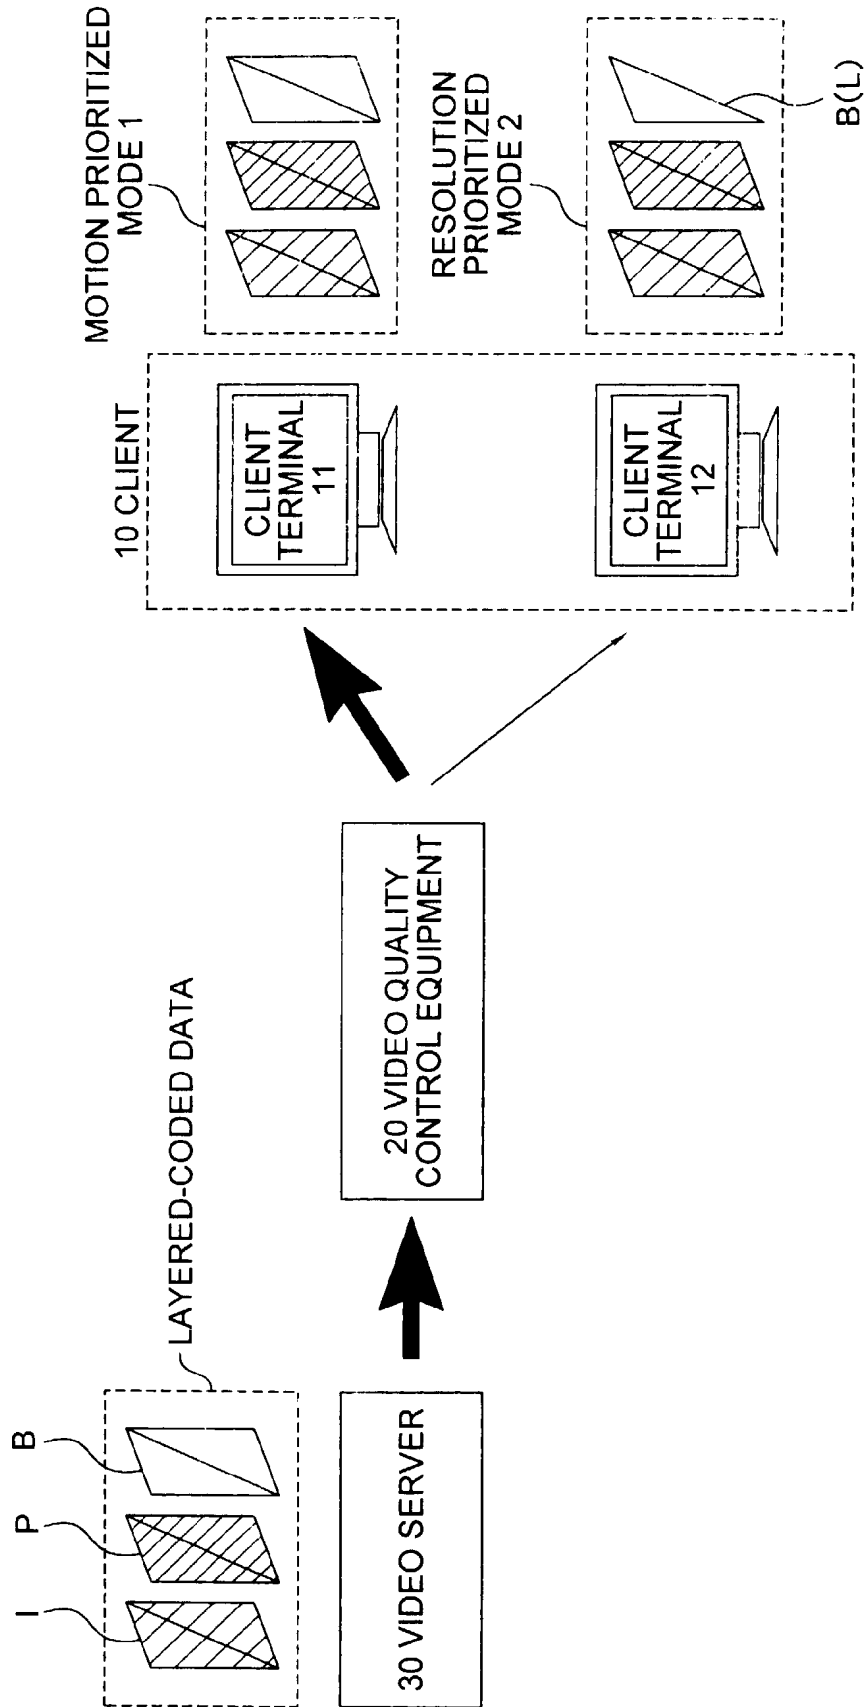 I
P
B
LAYERED-CODED DATA
30 VIDEO SERVER
20 VIDEO QUALITY
CONTROL EQUIPMENT
10 CLIENT
CLIENT
TERMINAL
11
CLIENT
TERMINAL
12
MOTION PRIORITIZED
MODE 1
RESOLUTION
PRIORITIZED
MODE 2
B(L)